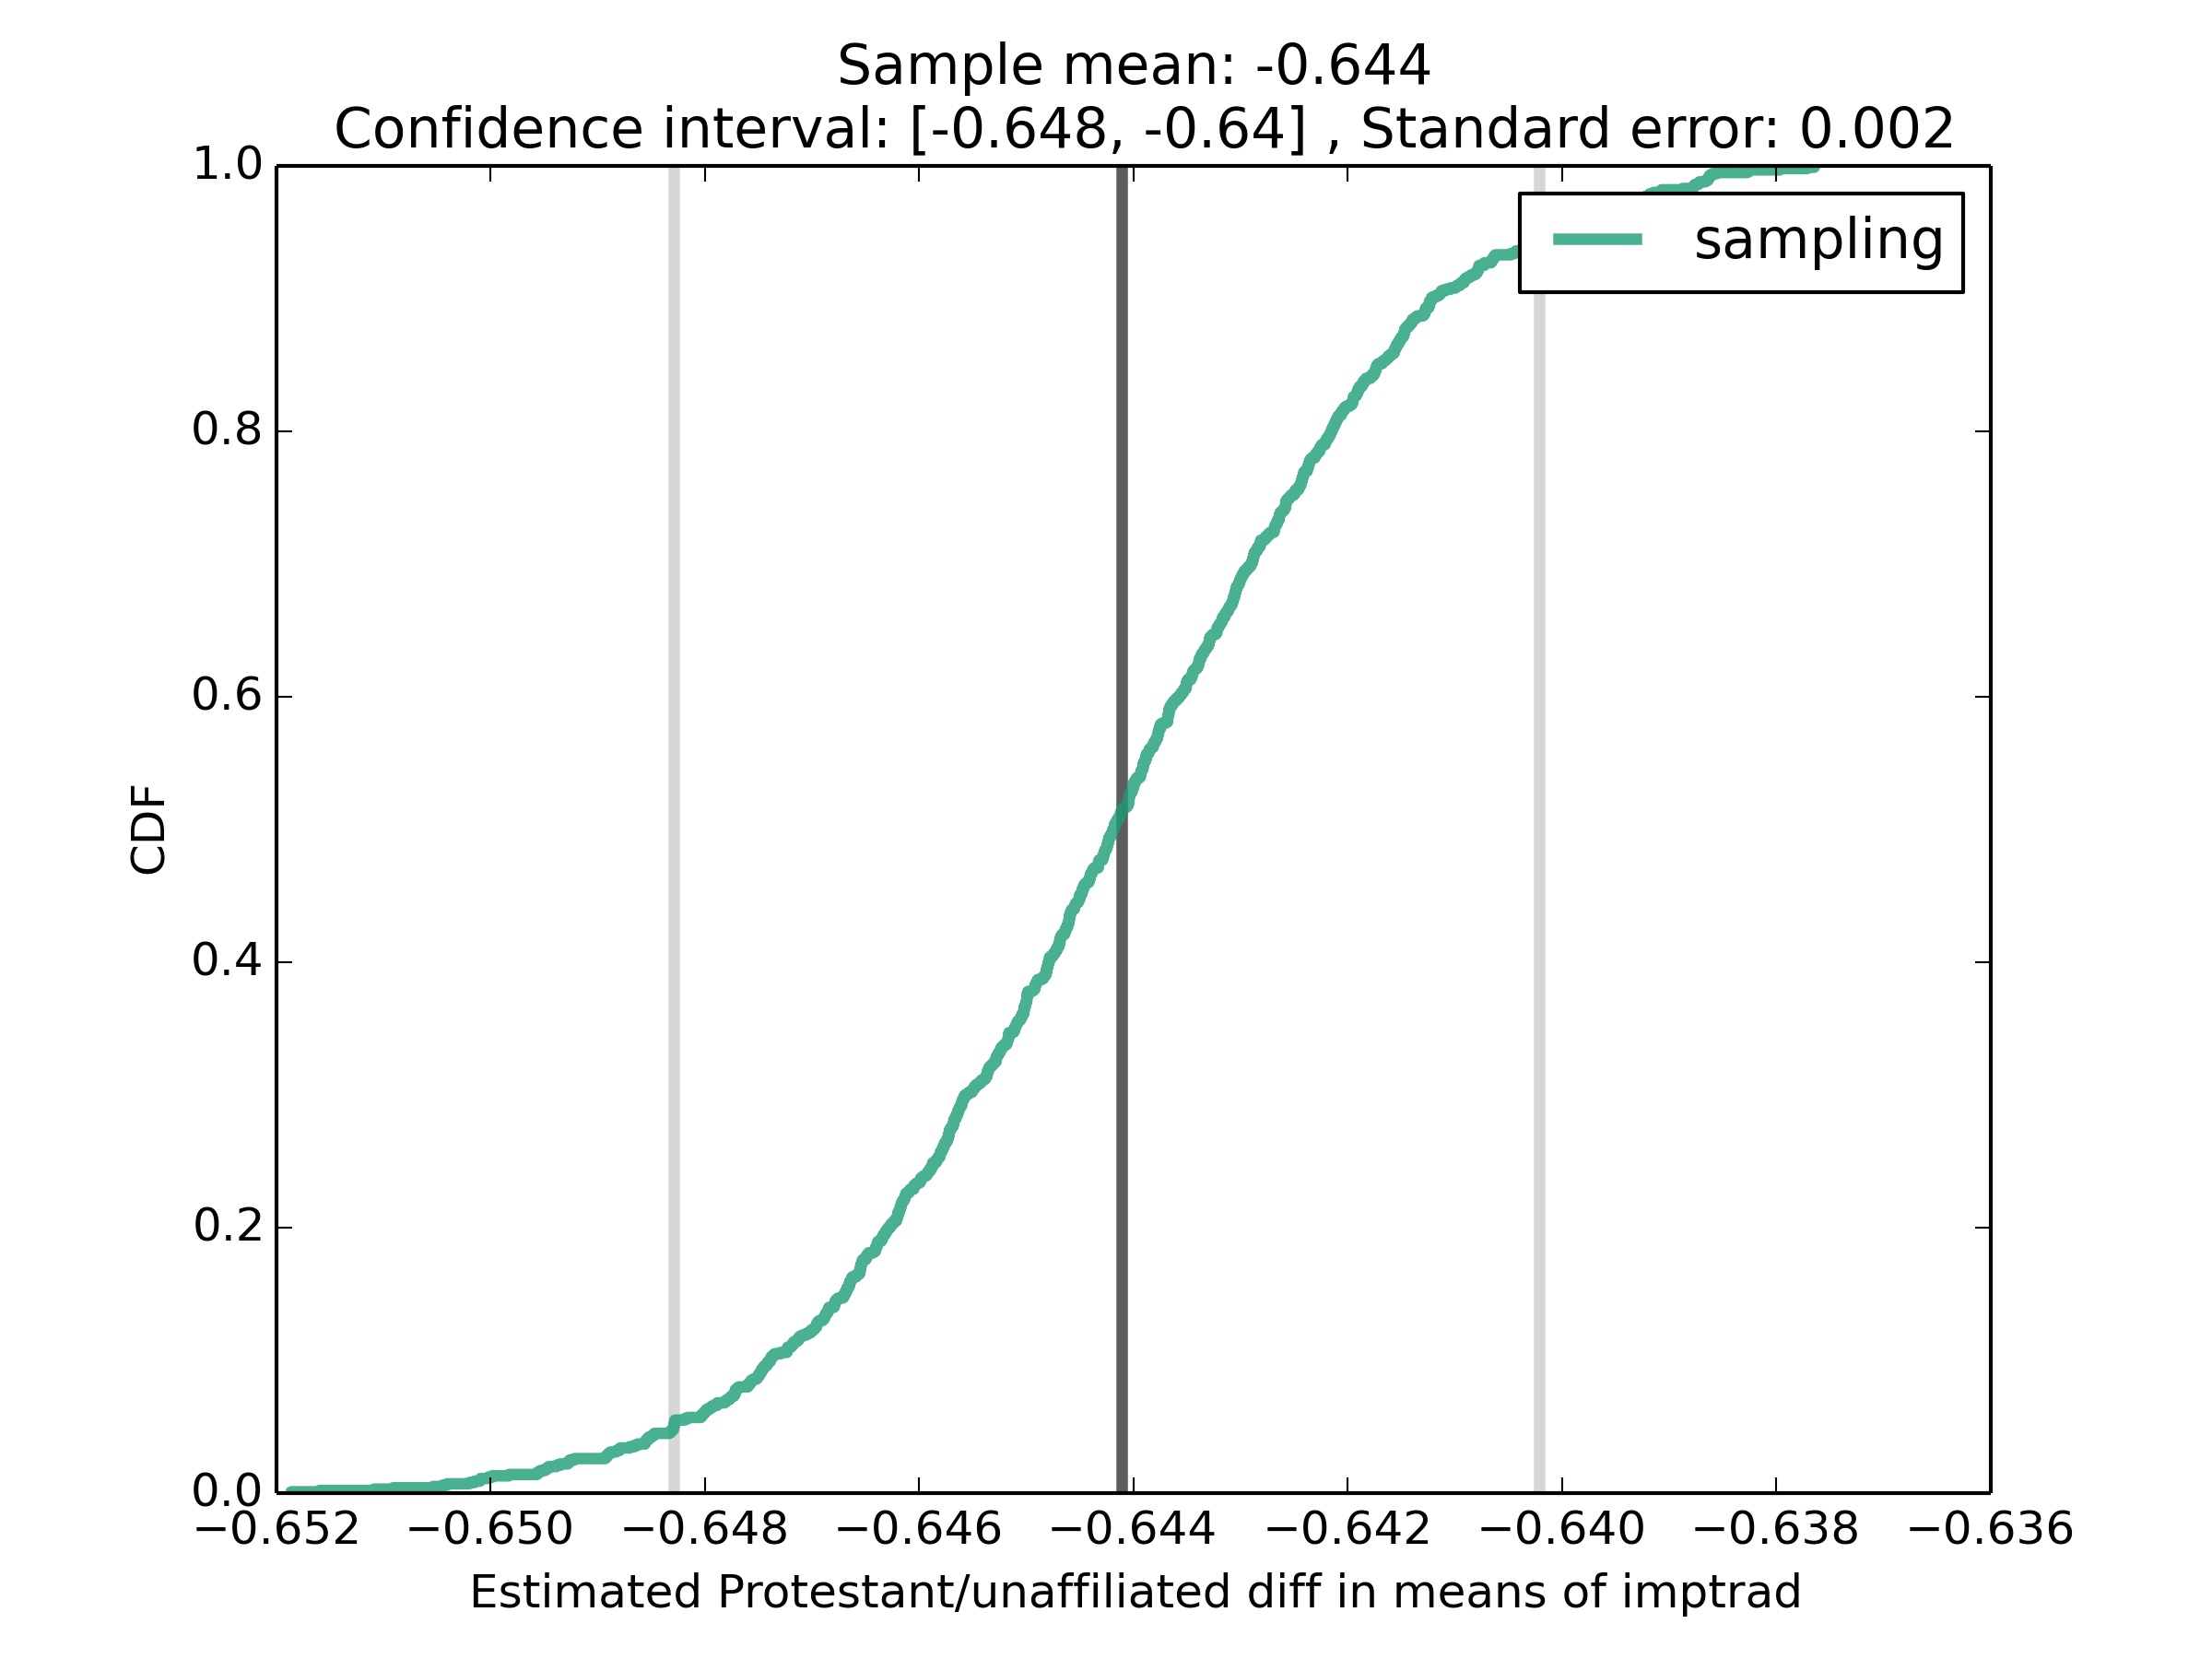 Sample mean: -0.644
Confidence interval: [-0.648, -0.64] , Standard error: 0.002
1.0
sampling
0.8
0.6
CDF
0.4
0.2
0.0
−0.652 −0.650 −0.648 −0.646 −0.644 −0.642 −0.640 −0.638 −0.636
Estimated Protestant/unaffiliated diff in means of imptrad